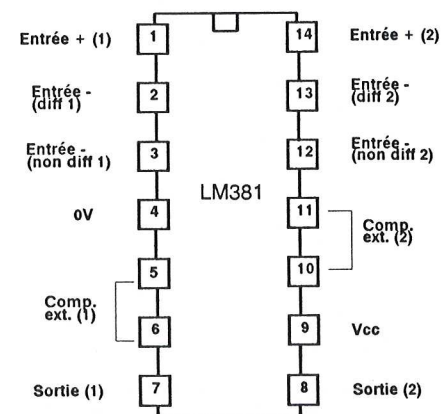 Entrée + (1)
1
14
Entrée + (2)
Entrée -
(diff 1)
2
13
Entrée -
(diff 2)
Entrée -
(non diff 1)
3
12
Entrée -
(non diff 2)
LM381
0V
4
11
Comp.
ext. (2)
5
10
Comp.
ext. (1)
6
9
Vcc
Sortie (1)
7
8
Sortie (2)